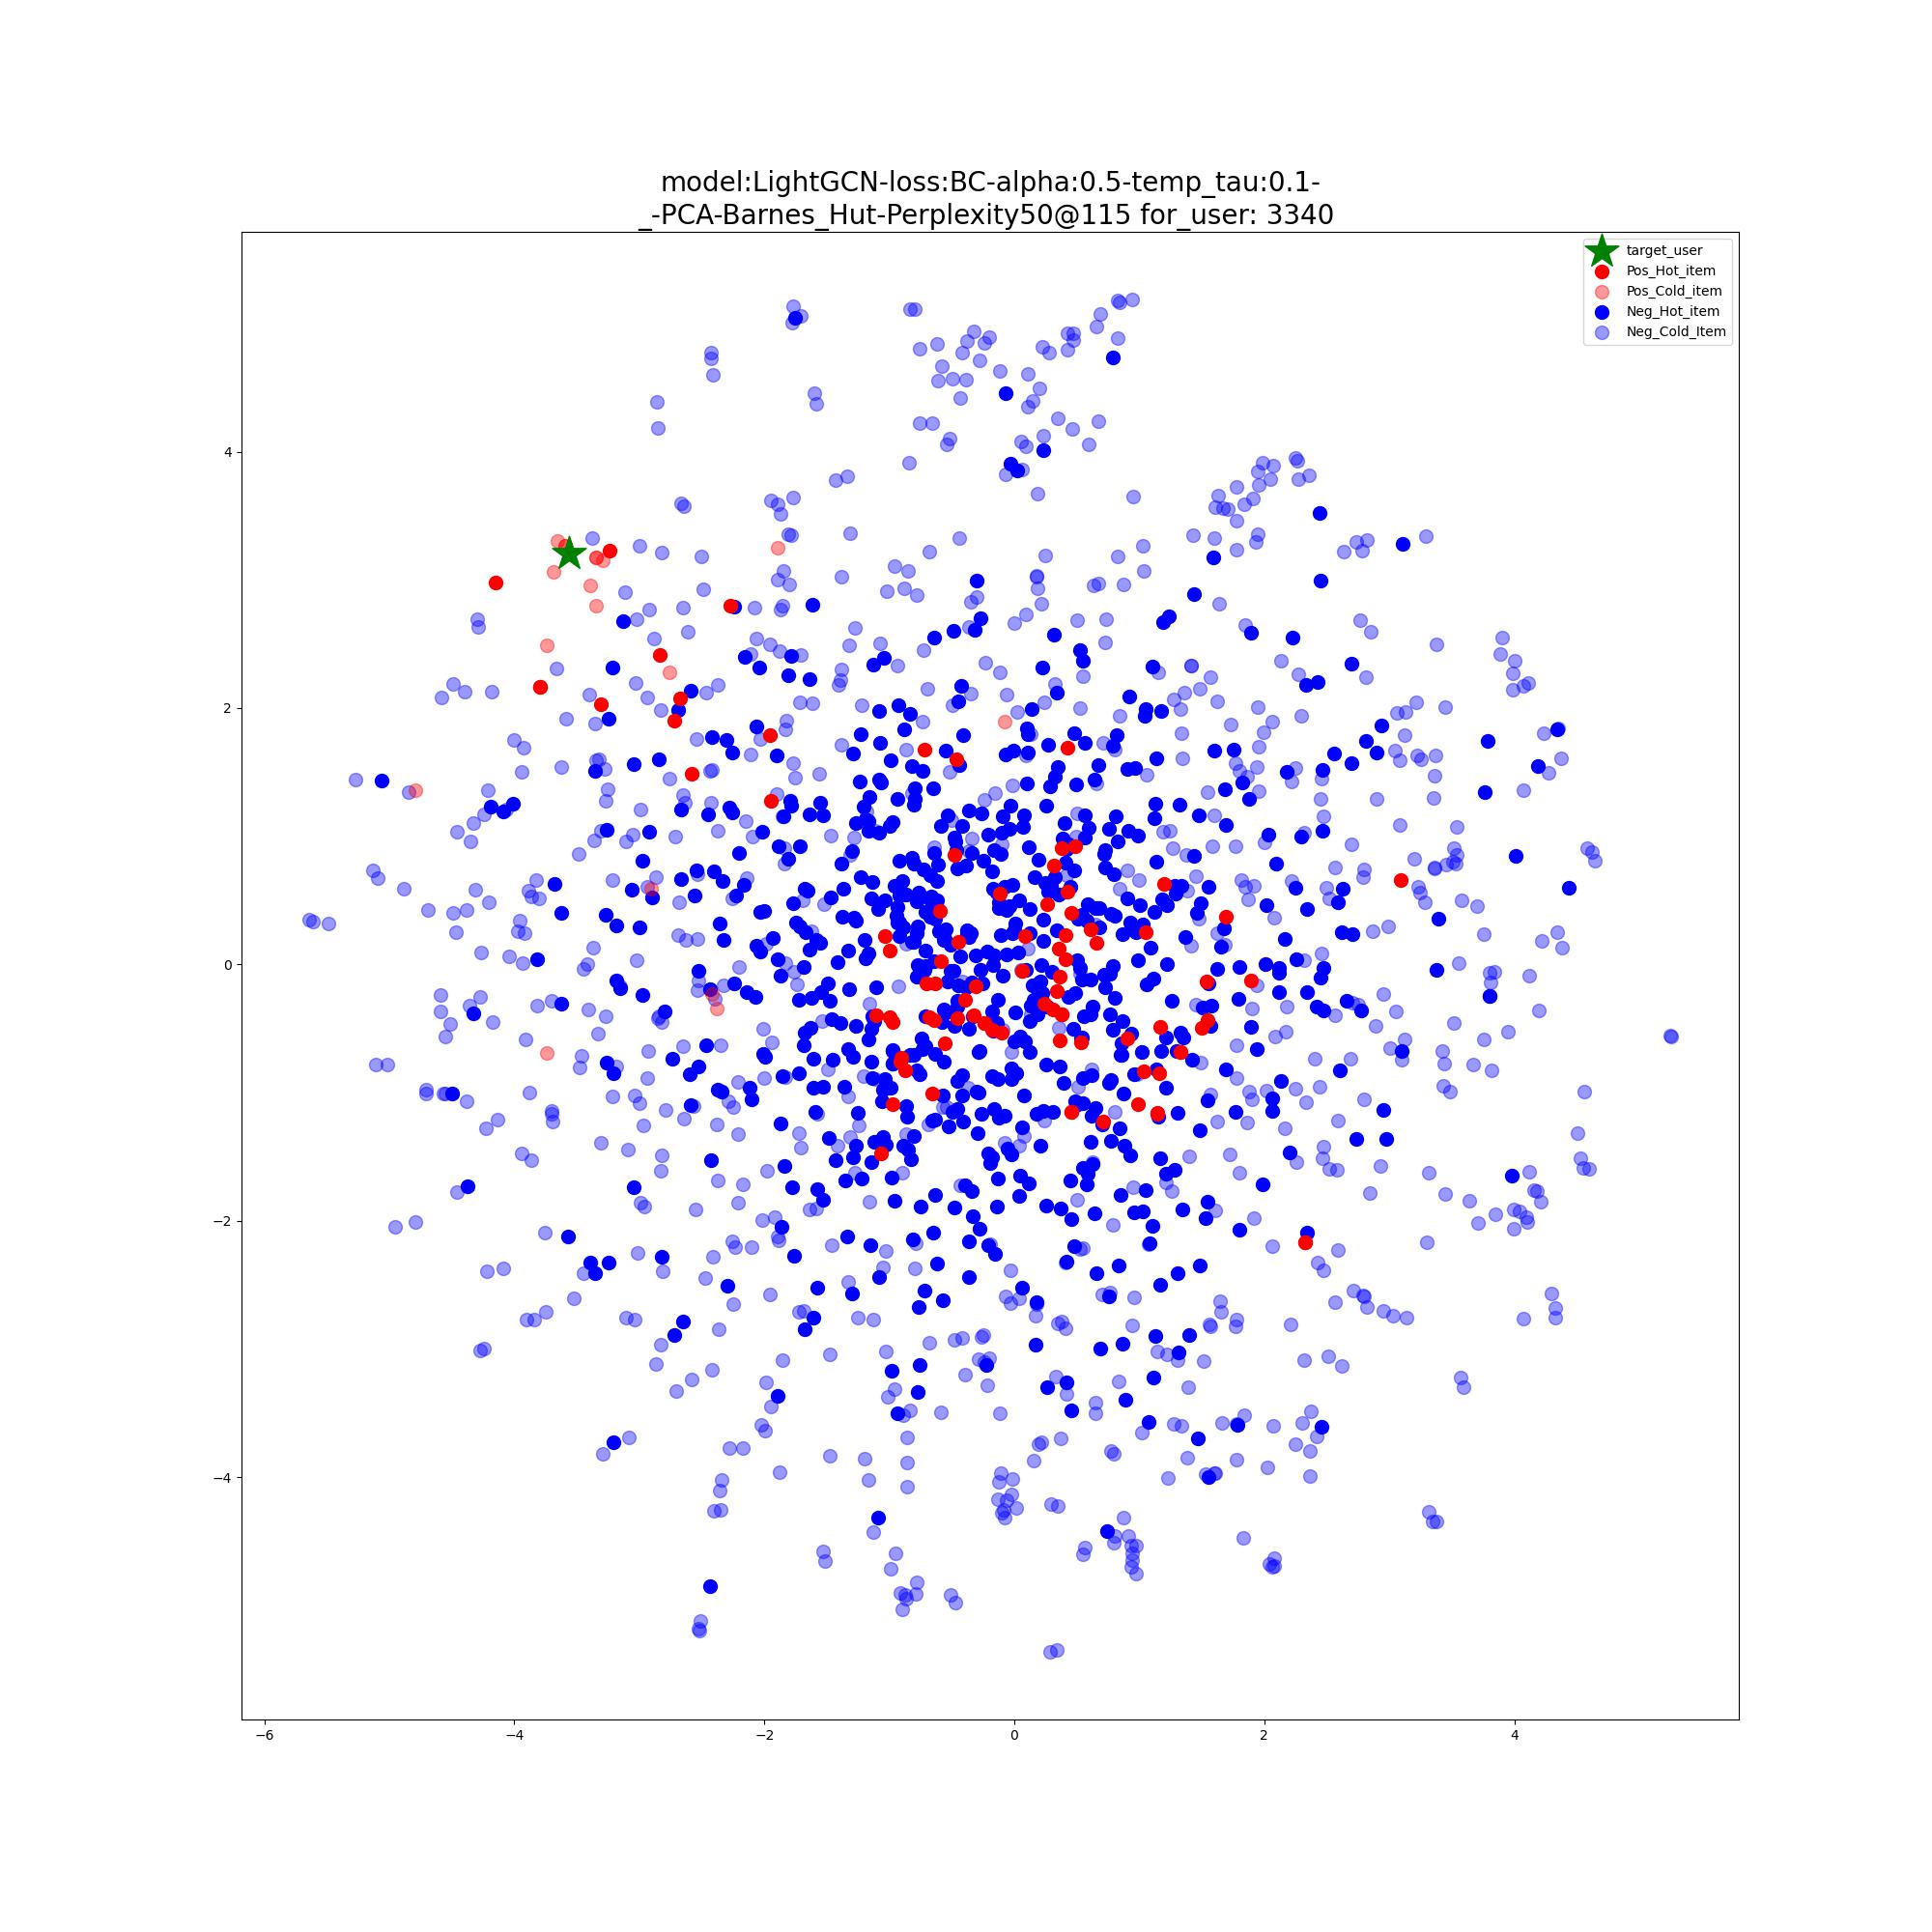 model:LightGCN-loss:BC-alpha:0.5-temp_tau:0.1-
_-PCA-Barnes_Hut-Perplexity50@115 for_user: 3340
target_user
Pos_Hot_item
Pos_Cold_item
Neg_Hot_item
Neg_Cold_Item
4
2
0
−2
−4
−6
−4
−2
0
2
4